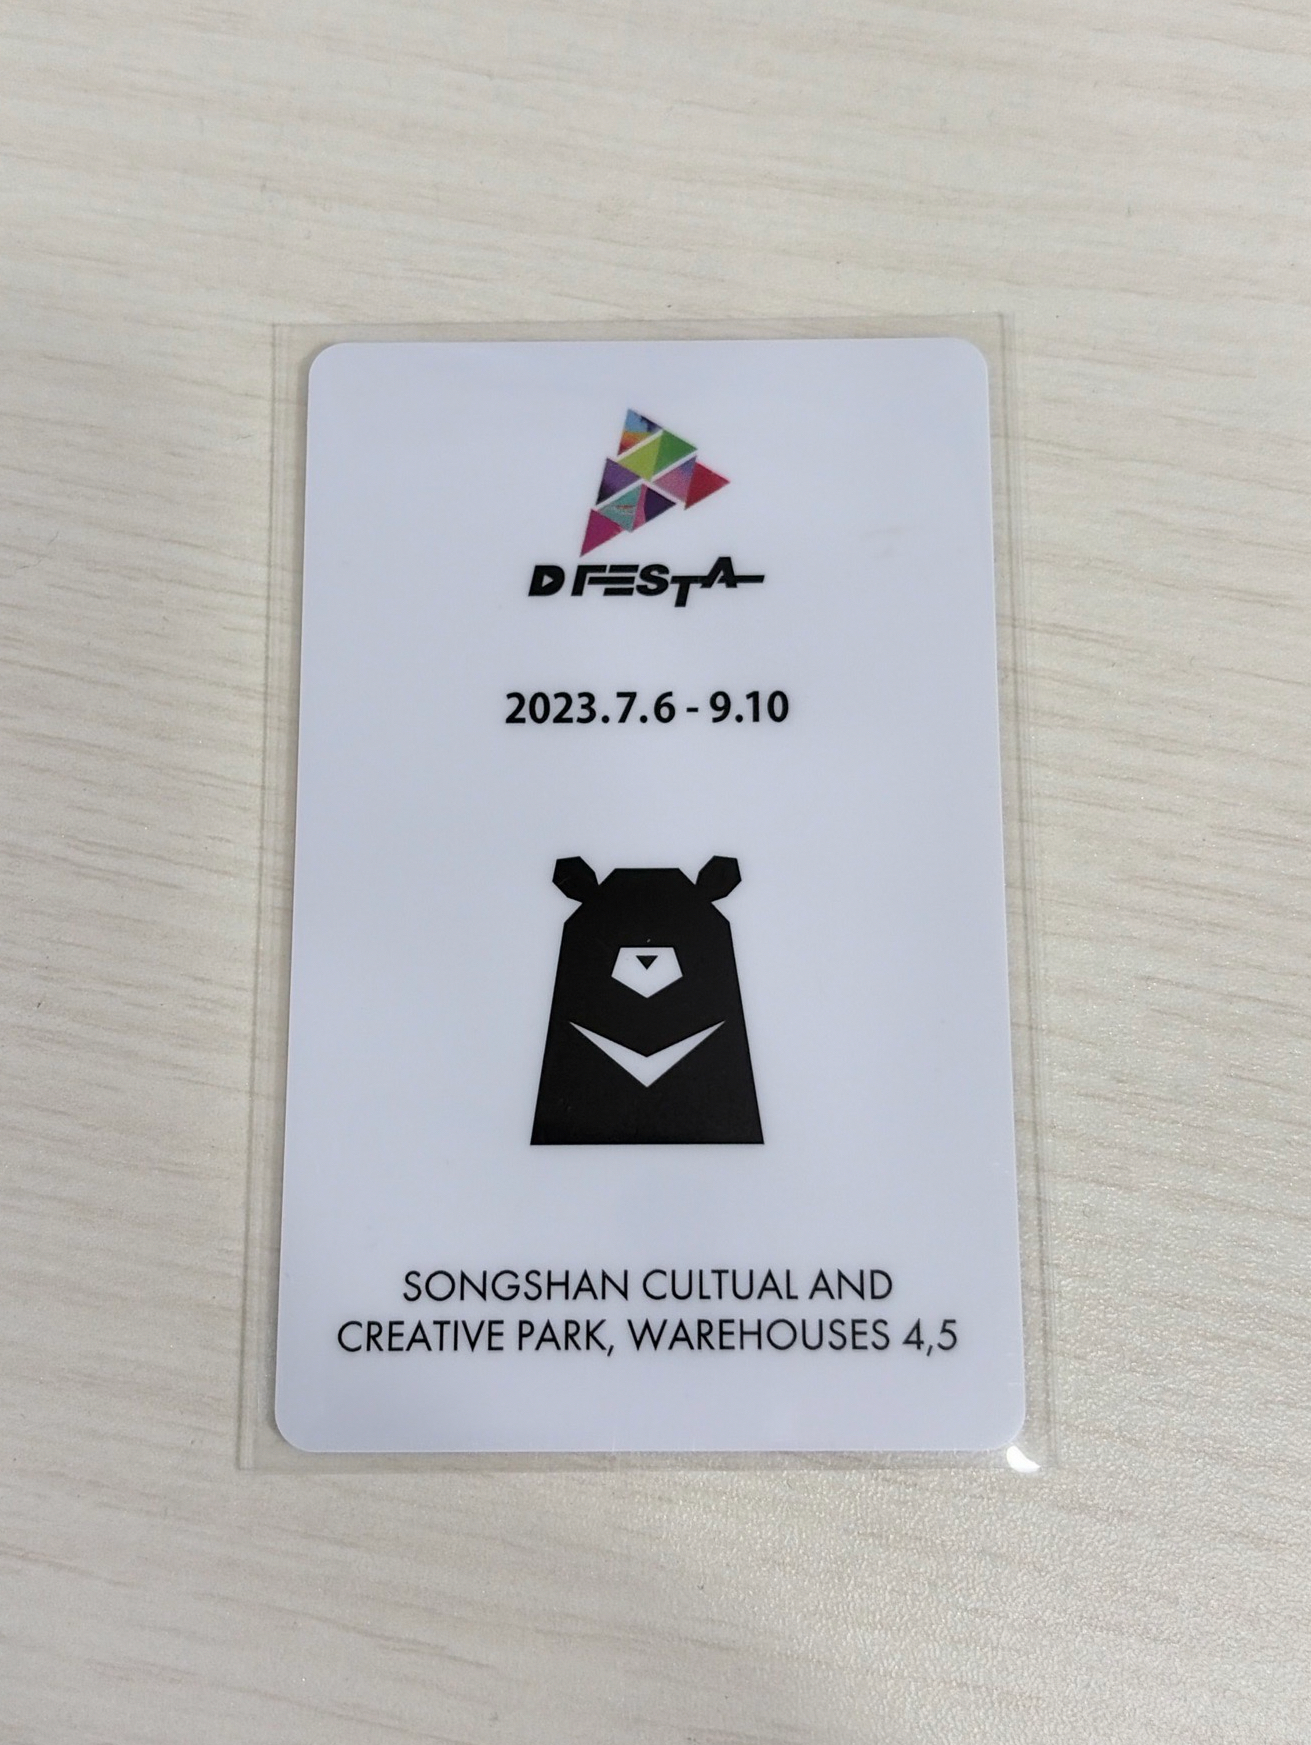 D FESTA
2023.7.6 - 9.10
SONGSHAN CULTUAL AND
CREATIVE PARK, WAREHOUSES 4,5